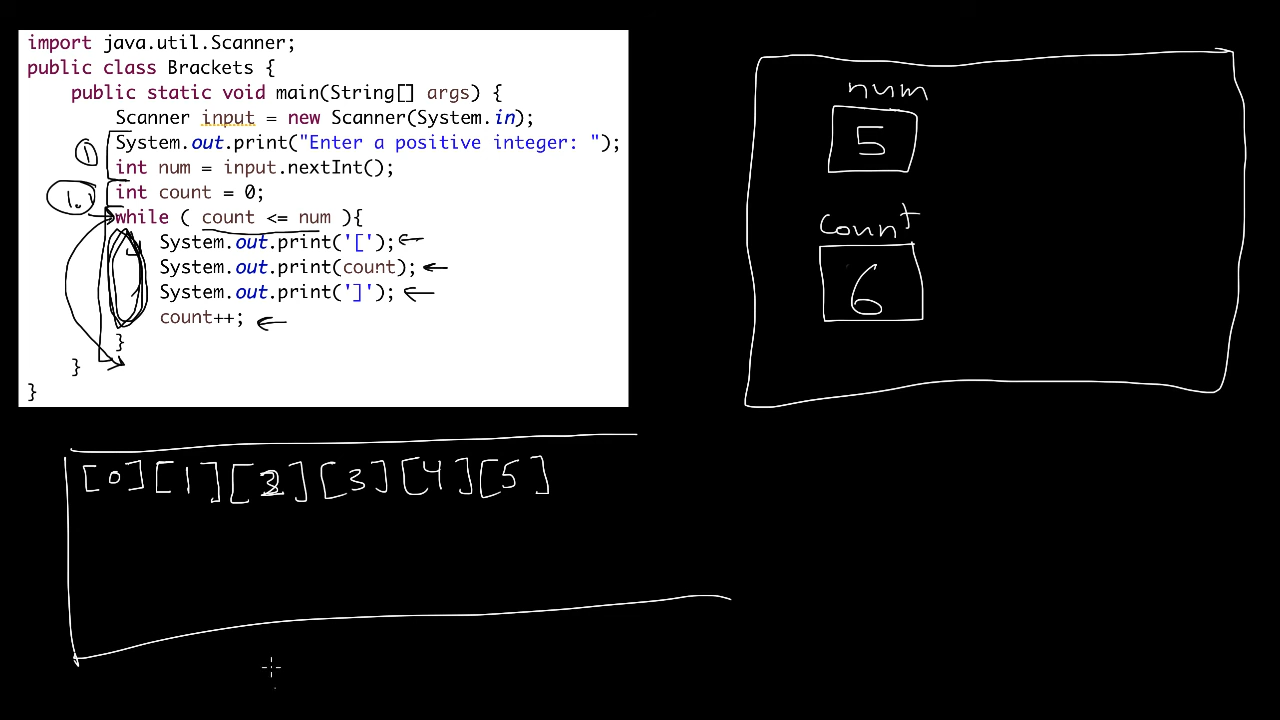 import java.util.Scanner;
public class Brackets {
public static void main(String[] args) {
Scanner input = new Scanner(System.in);
System.out.print("Enter a positive integer: ");
① int num = input.nextInt();
int count = 0;
while ( count <= num ){
System.out.print('[');
System.out.print(count);
System.out.print(']');
count++;
}
}
}
num
5
count
6
[0][1][2][3][4][5]